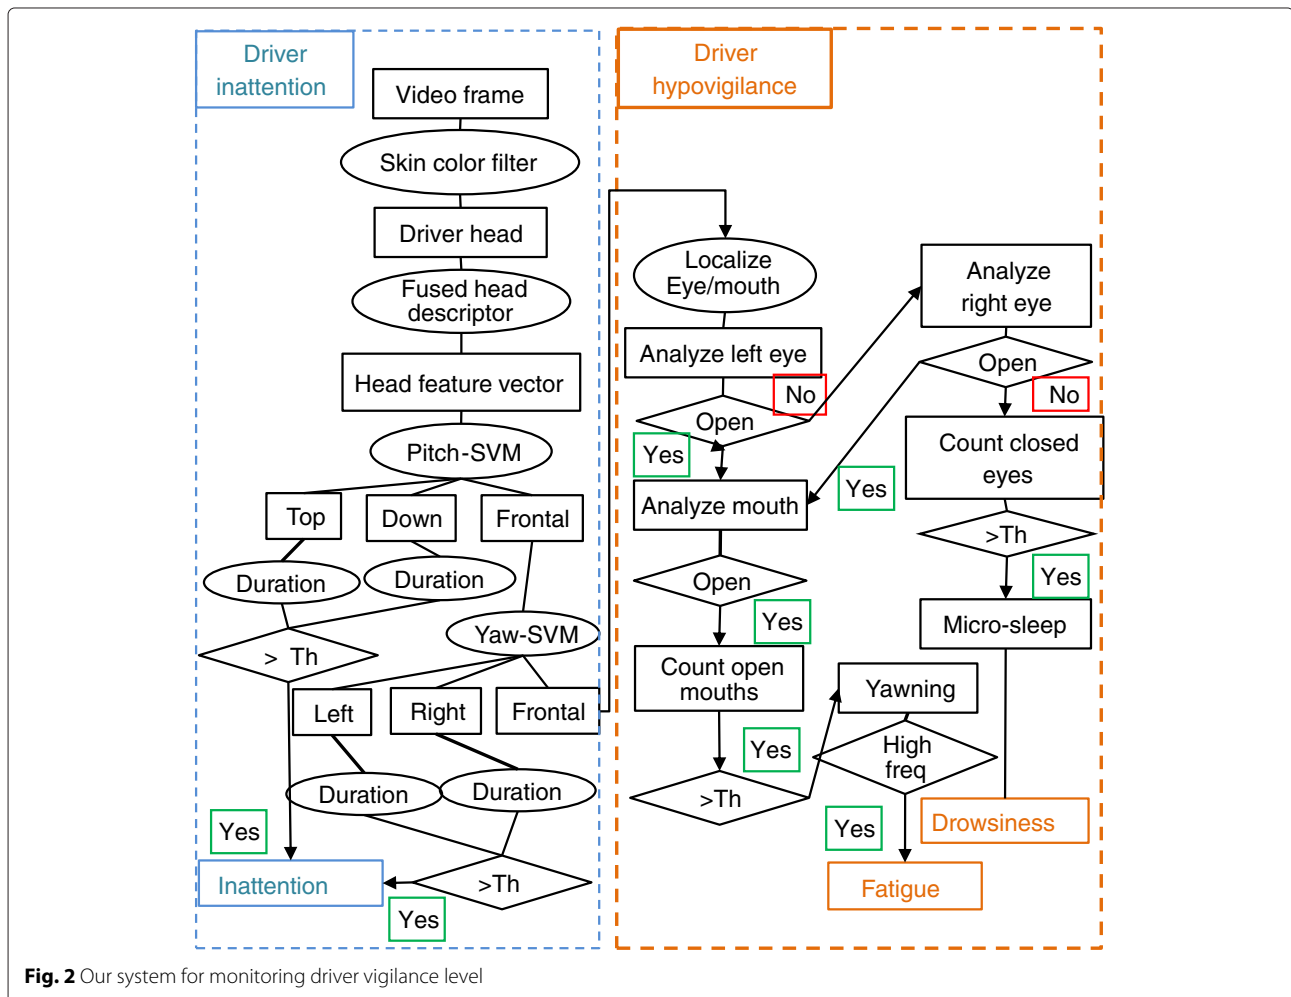 Driver
inattention
Video frame
Skin color filter
Driver head
Fused head
descriptor
Head feature vector
Pitch-SVM
Top
Down
Frontal
Duration
Duration
> Th
Yaw-SVM
Left
Right
Frontal
Duration
Duration
Yes
Inattention
>Th
Yes
Driver
hypovigilance
Localize
Eye/mouth
Analyze left eye
No
Open
Yes
Analyze right eye
Open
No
Count closed
eyes
Yes
>Th
Yes
Micro-sleep
Analyze mouth
Open
Yes
Count open
mouths
Yes
>Th
Yawning
High
freq
Yes
Drowsiness
Fatigue
Fig. 2 Our system for monitoring driver vigilance level